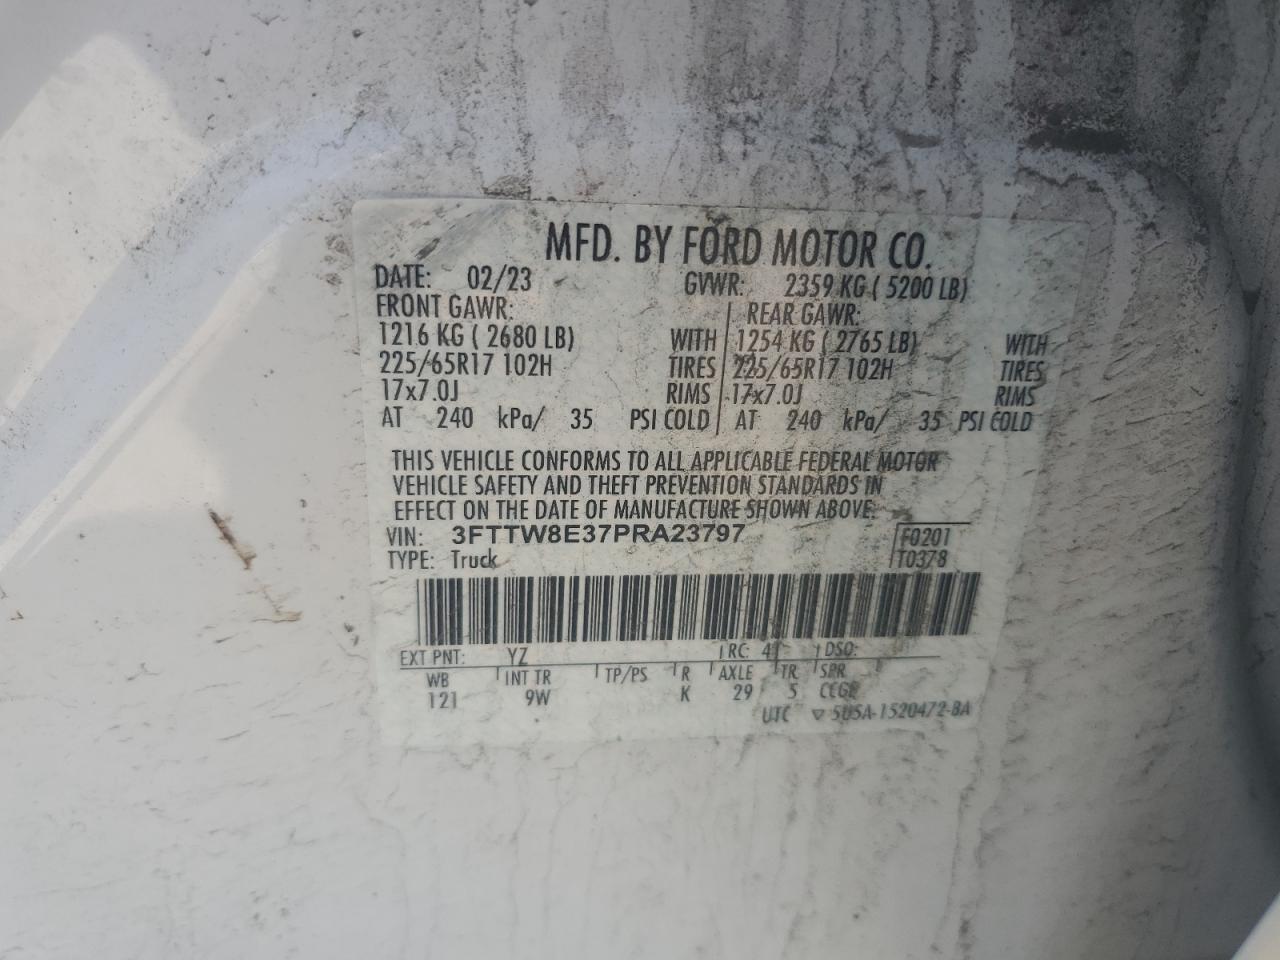 MFD. BY FORD MOTOR CO.
DATE: 02/23 GVWR: 2359 KG ( 5200 LB)
FRONT GAWR: REAR GAWR:
1216 KG ( 2680 LB) WITH 1254 KG ( 2765 LB) WITH
225/65R17 102H TIRES 225/65R17 102H TIRES
17x7.0J RIMS 17x7.0J RIMS
AT 240 kPa/ 35 PSI COLD AT 240 kPa/ 35 PSI COLD
THIS VEHICLE CONFORMS TO ALL APPLICABLE FEDERAL MOTOR
VEHICLE SAFETY AND THEFT PREVENTION STANDARDS IN
EFFECT ON THE DATE OF MANUFACTURE SHOWN ABOVE.
VIN: 3FTTW8E37PRA23797 F0201
TYPE: Truck T0378
EXT PNT: YZ RC: 41 DSO:
WB INT TR TP/PS R AXLE TR SPR
121 9W K 29 5 CEGE
UTC ▽ 5U5A-1520472-BA